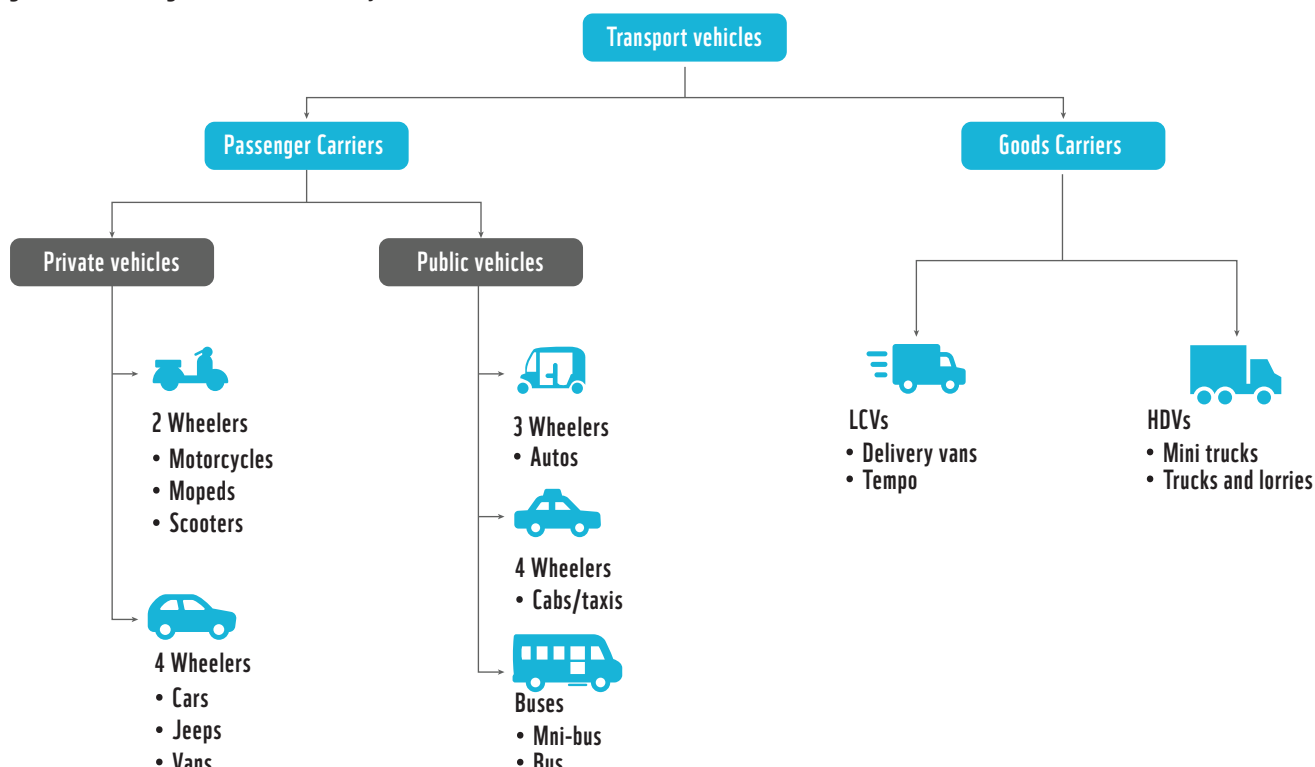 Transport vehicles
Passenger Carriers
Goods Carriers
Private vehicles
Public vehicles
2 Wheelers
• Motorcycles
• Mopeds
• Scooters
4 Wheelers
• Cars
• Jeeps
• Vans
3 Wheelers
• Autos
4 Wheelers
• Cabs/taxis
Buses
• Mni-bus
• Bus
LCVs
• Delivery vans
• Tempo
HDVs
• Mini trucks
• Trucks and lorries